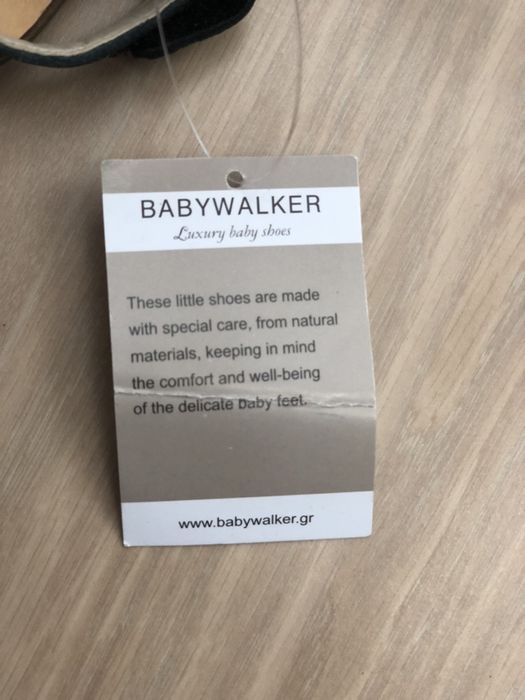 BABYWALKER
Luxury baby shoes
These little shoes are made
with special care, from natural
materials, keeping in mind
the comfort and well-being
of the delicate baby feet.
www.babywalker.gr